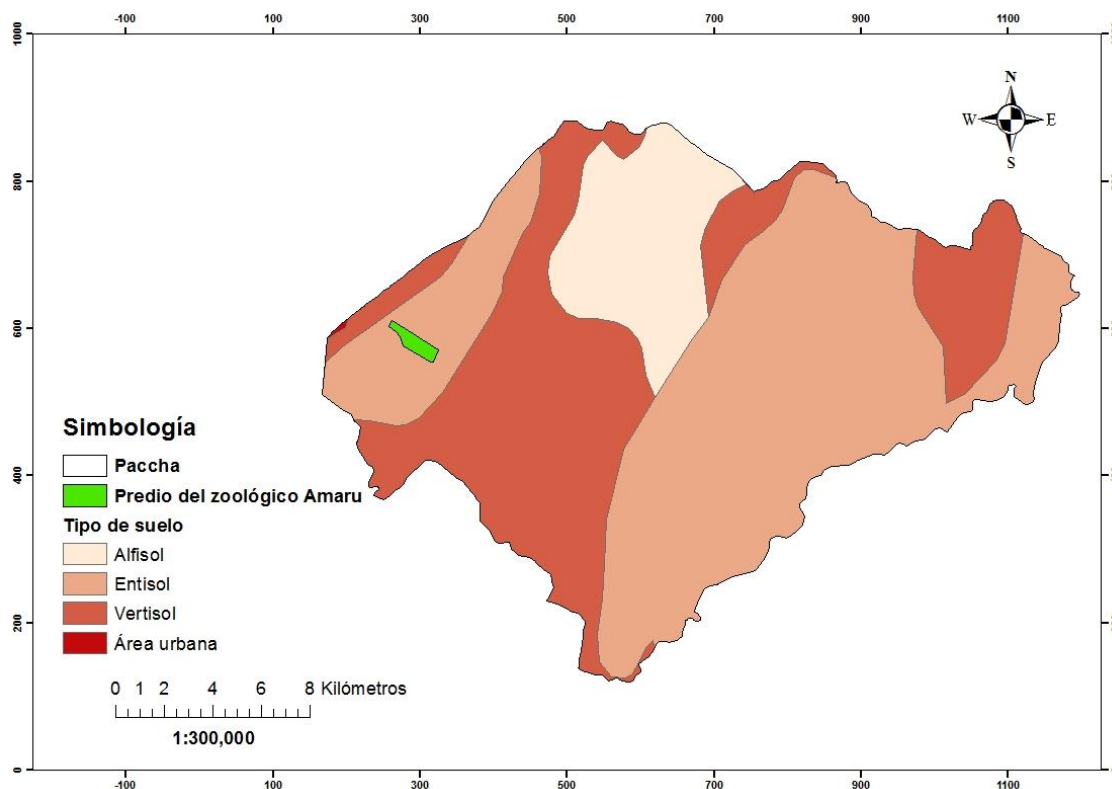 -100 100 300 500 700 900 1100
1000
800
600
400
200
0
N
W E
S
Simbología
Paccha
Predio del zoológico Amaru
Tipo de suelo
Alfisol
Entisol
Vertisol
Área urbana
0 1 2 4 6 8 Kilómetros
1:300,000
-100 100 300 500 700 900 1100